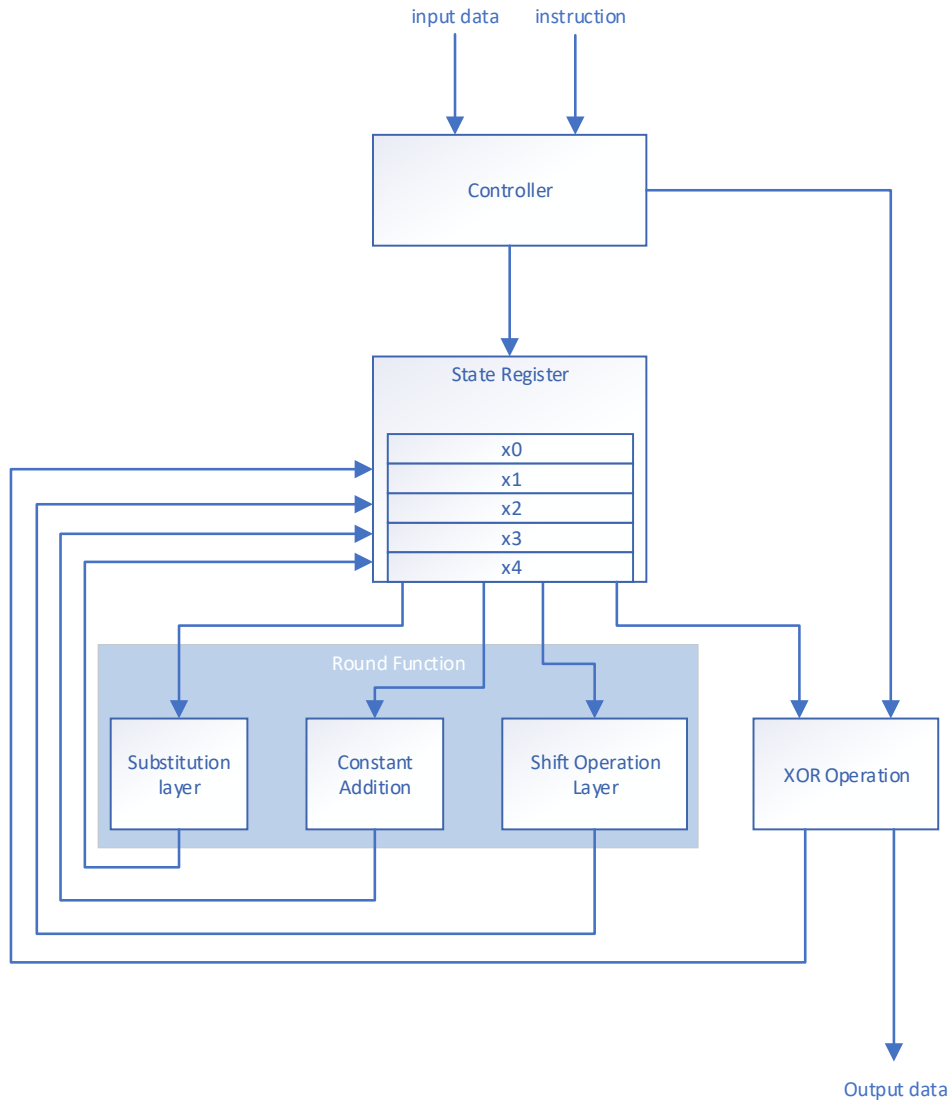 input data
instruction
Controller
State Register
x0
x1
x2
x3
x4
Round Function
Substitution
layer
Constant
Addition
Shift Operation
Layer
XOR Operation
Output data